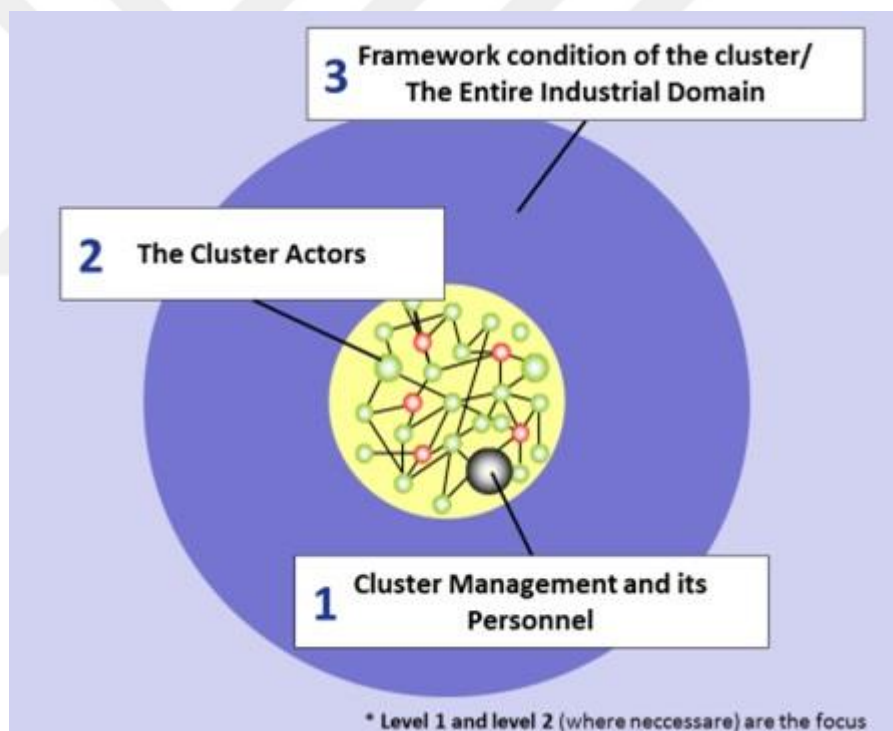 3 Framework condition of the cluster/
The Entire Industrial Domain
2 The Cluster Actors
1 Cluster Management and its
Personnel
* Level 1 and level 2 (where neccessare) are the focus